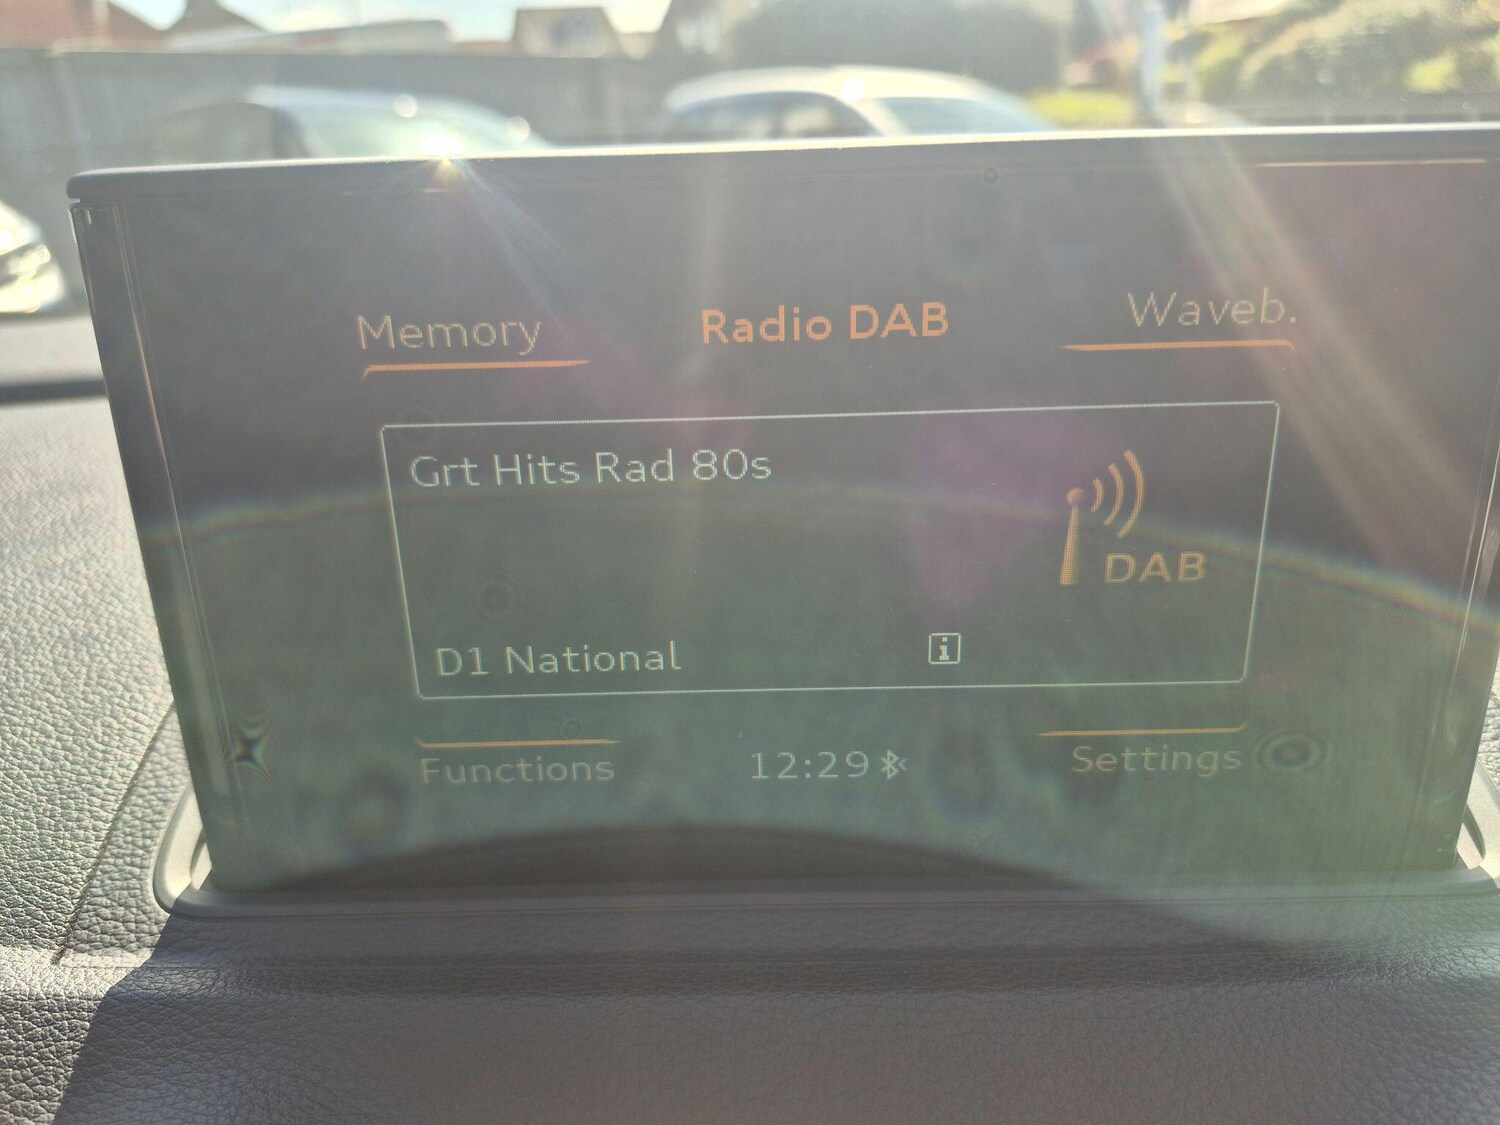 Memory
Radio DAB
Waveb.
Grt Hits Rad 80s
DAB
D1 National
i
Functions
12:29
Settings